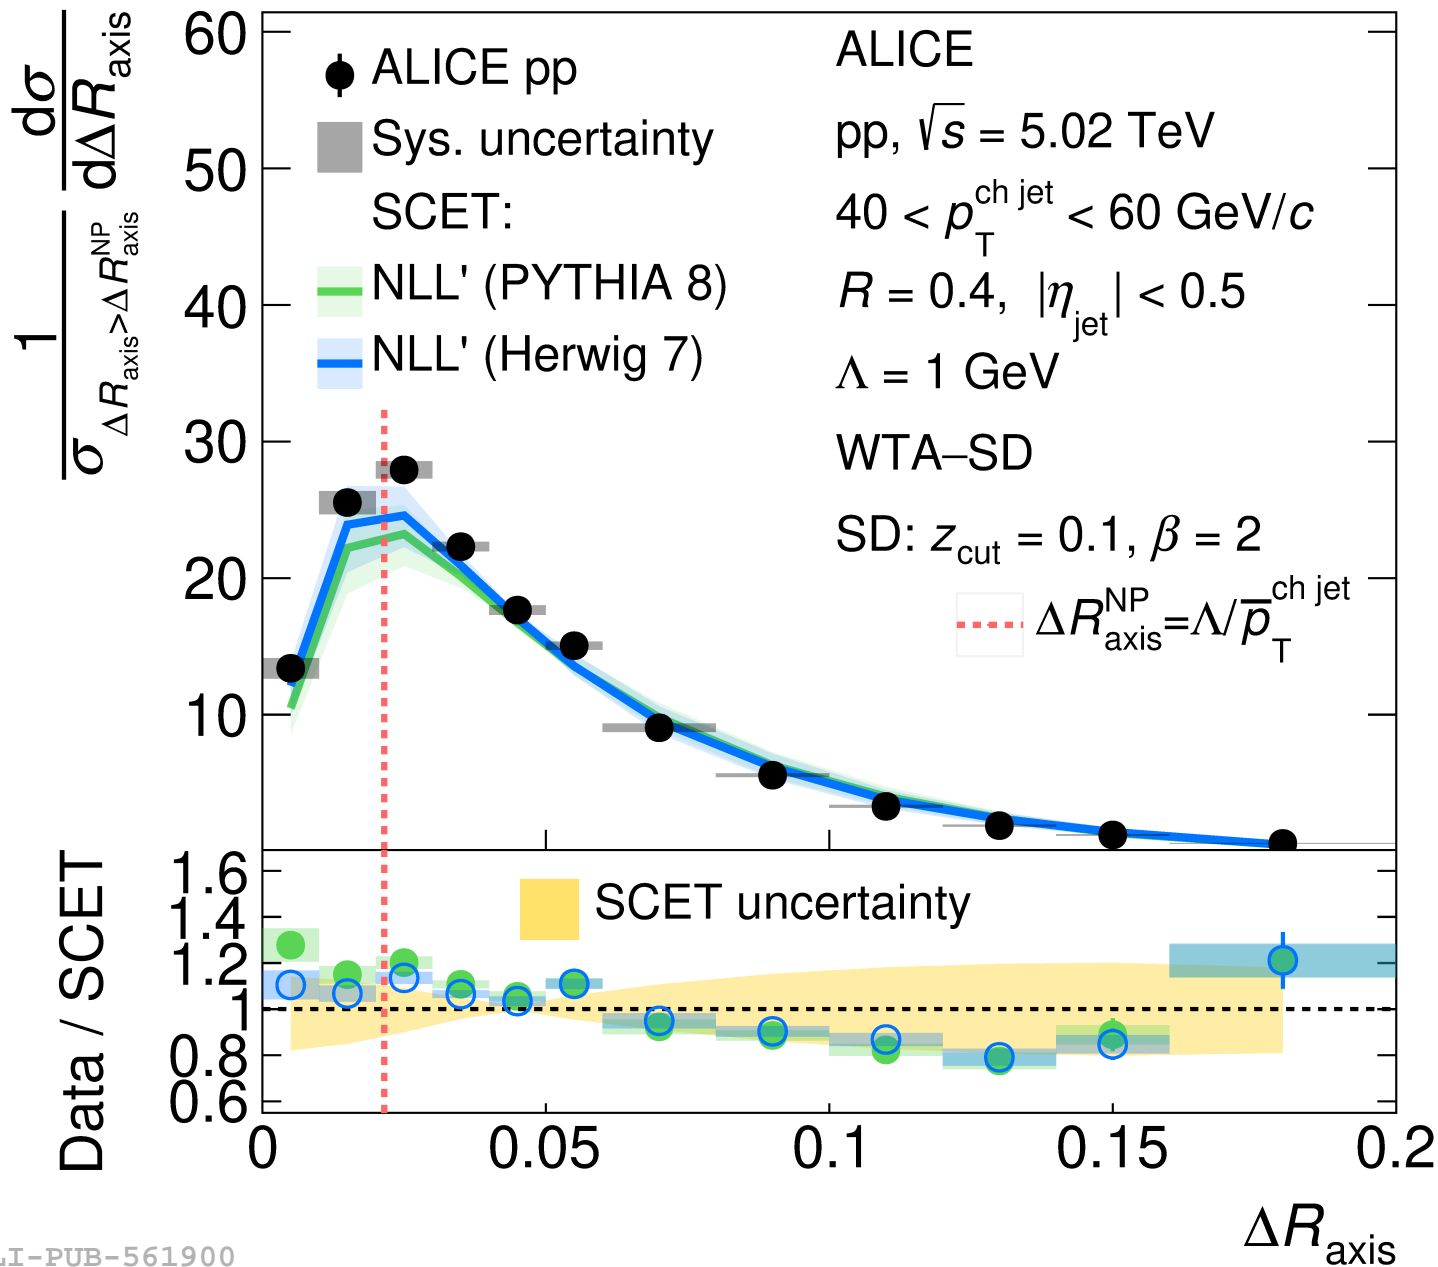 1/σ_{ΔR_axis>ΔR_axis^NP} dσ/dΔR_axis
60
50
40
30
20
10
ALICE pp
Sys. uncertainty
SCET:
NLL' (PYTHIA 8)
NLL' (Herwig 7)
ALICE
pp, √s = 5.02 TeV
40 < p_T^{ch jet} < 60 GeV/c
R = 0.4, |η_jet| < 0.5
Λ = 1 GeV
WTA–SD
SD: z_cut = 0.1, β = 2
ΔR_axis^NP=Λ/p̅_T^{ch jet}
Data / SCET
1.6
1.4
1.2
1
0.8
0.6
SCET uncertainty
0 0.05 0.1 0.15 0.2
ΔR_axis
LI-PUB-561900